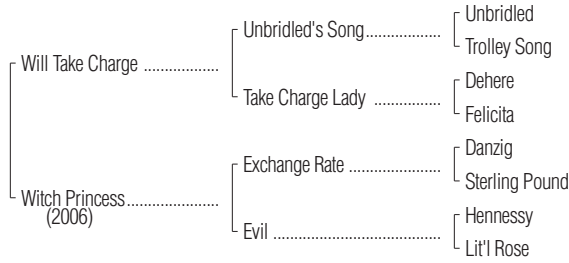 Unbridled
Unbridled's Song
Trolley Song
Will Take Charge
Dehere
Take Charge Lady
Felicita
Danzig
Exchange Rate
Sterling Pound
Witch Princess
(2006)
Hennessy
Evil
Lit'l Rose